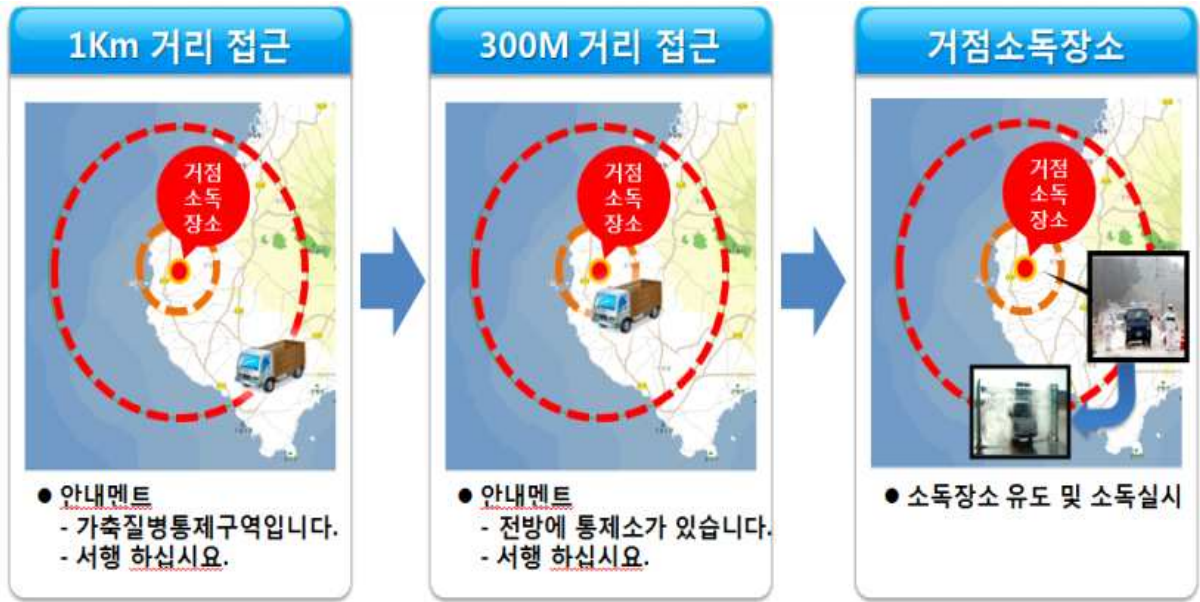 1Km 거리 접근
거점
소독
장소
● 안내멘트
- 가축질병통제구역입니다.
- 서행 하십시요.
300M 거리 접근
거점
소독
장소
● 안내멘트
- 전방에 통제소가 있습니다.
- 서행 하십시요.
거점소독장소
거점
소독
장소
● 소독장소 유도 및 소독실시